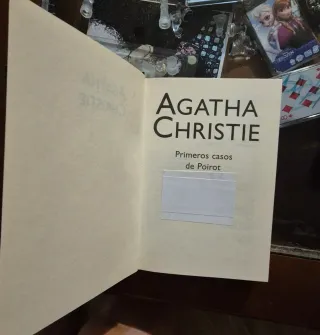 AGATHA
CHRISTIE
Primeros casos
de Poirot